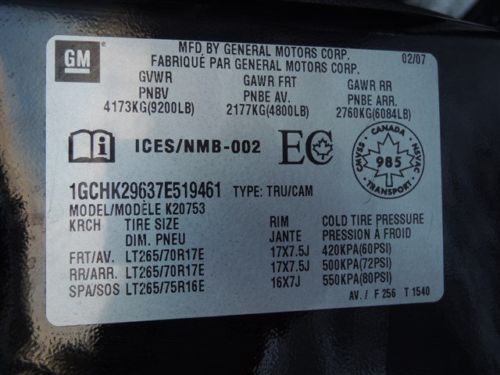 GM
MFD BY GENERAL MOTORS CORP.
FABRIQUÉ PAR GENERAL MOTORS CORP.
02/07
GVWR GAWR FRT GAWR RR
PNBV PNBE AV. PNBE ARR.
4173KG(9200LB) 2177KG(4800LB) 2760KG(6084LB)
ICES/NMB-002 EC
CANADA
CMVSS 985 NSVAC
TRANSPORT
1GCHK29637E519461 TYPE: TRU/CAM
MODEL/MODÈLE K20753
KRCH TIRE SIZE RIM COLD TIRE PRESSURE
DIM. PNEU JANTE PRESSION A FROID
FRT/AV. LT265/70R17E 17X7.5J 420KPA(60PSI)
RR/ARR. LT265/70R17E 17X7.5J 500KPA(72PSI)
SPA/SOS LT265/75R16E 16X7J 550KPA(80PSI)
AV. / F 256 T 1540